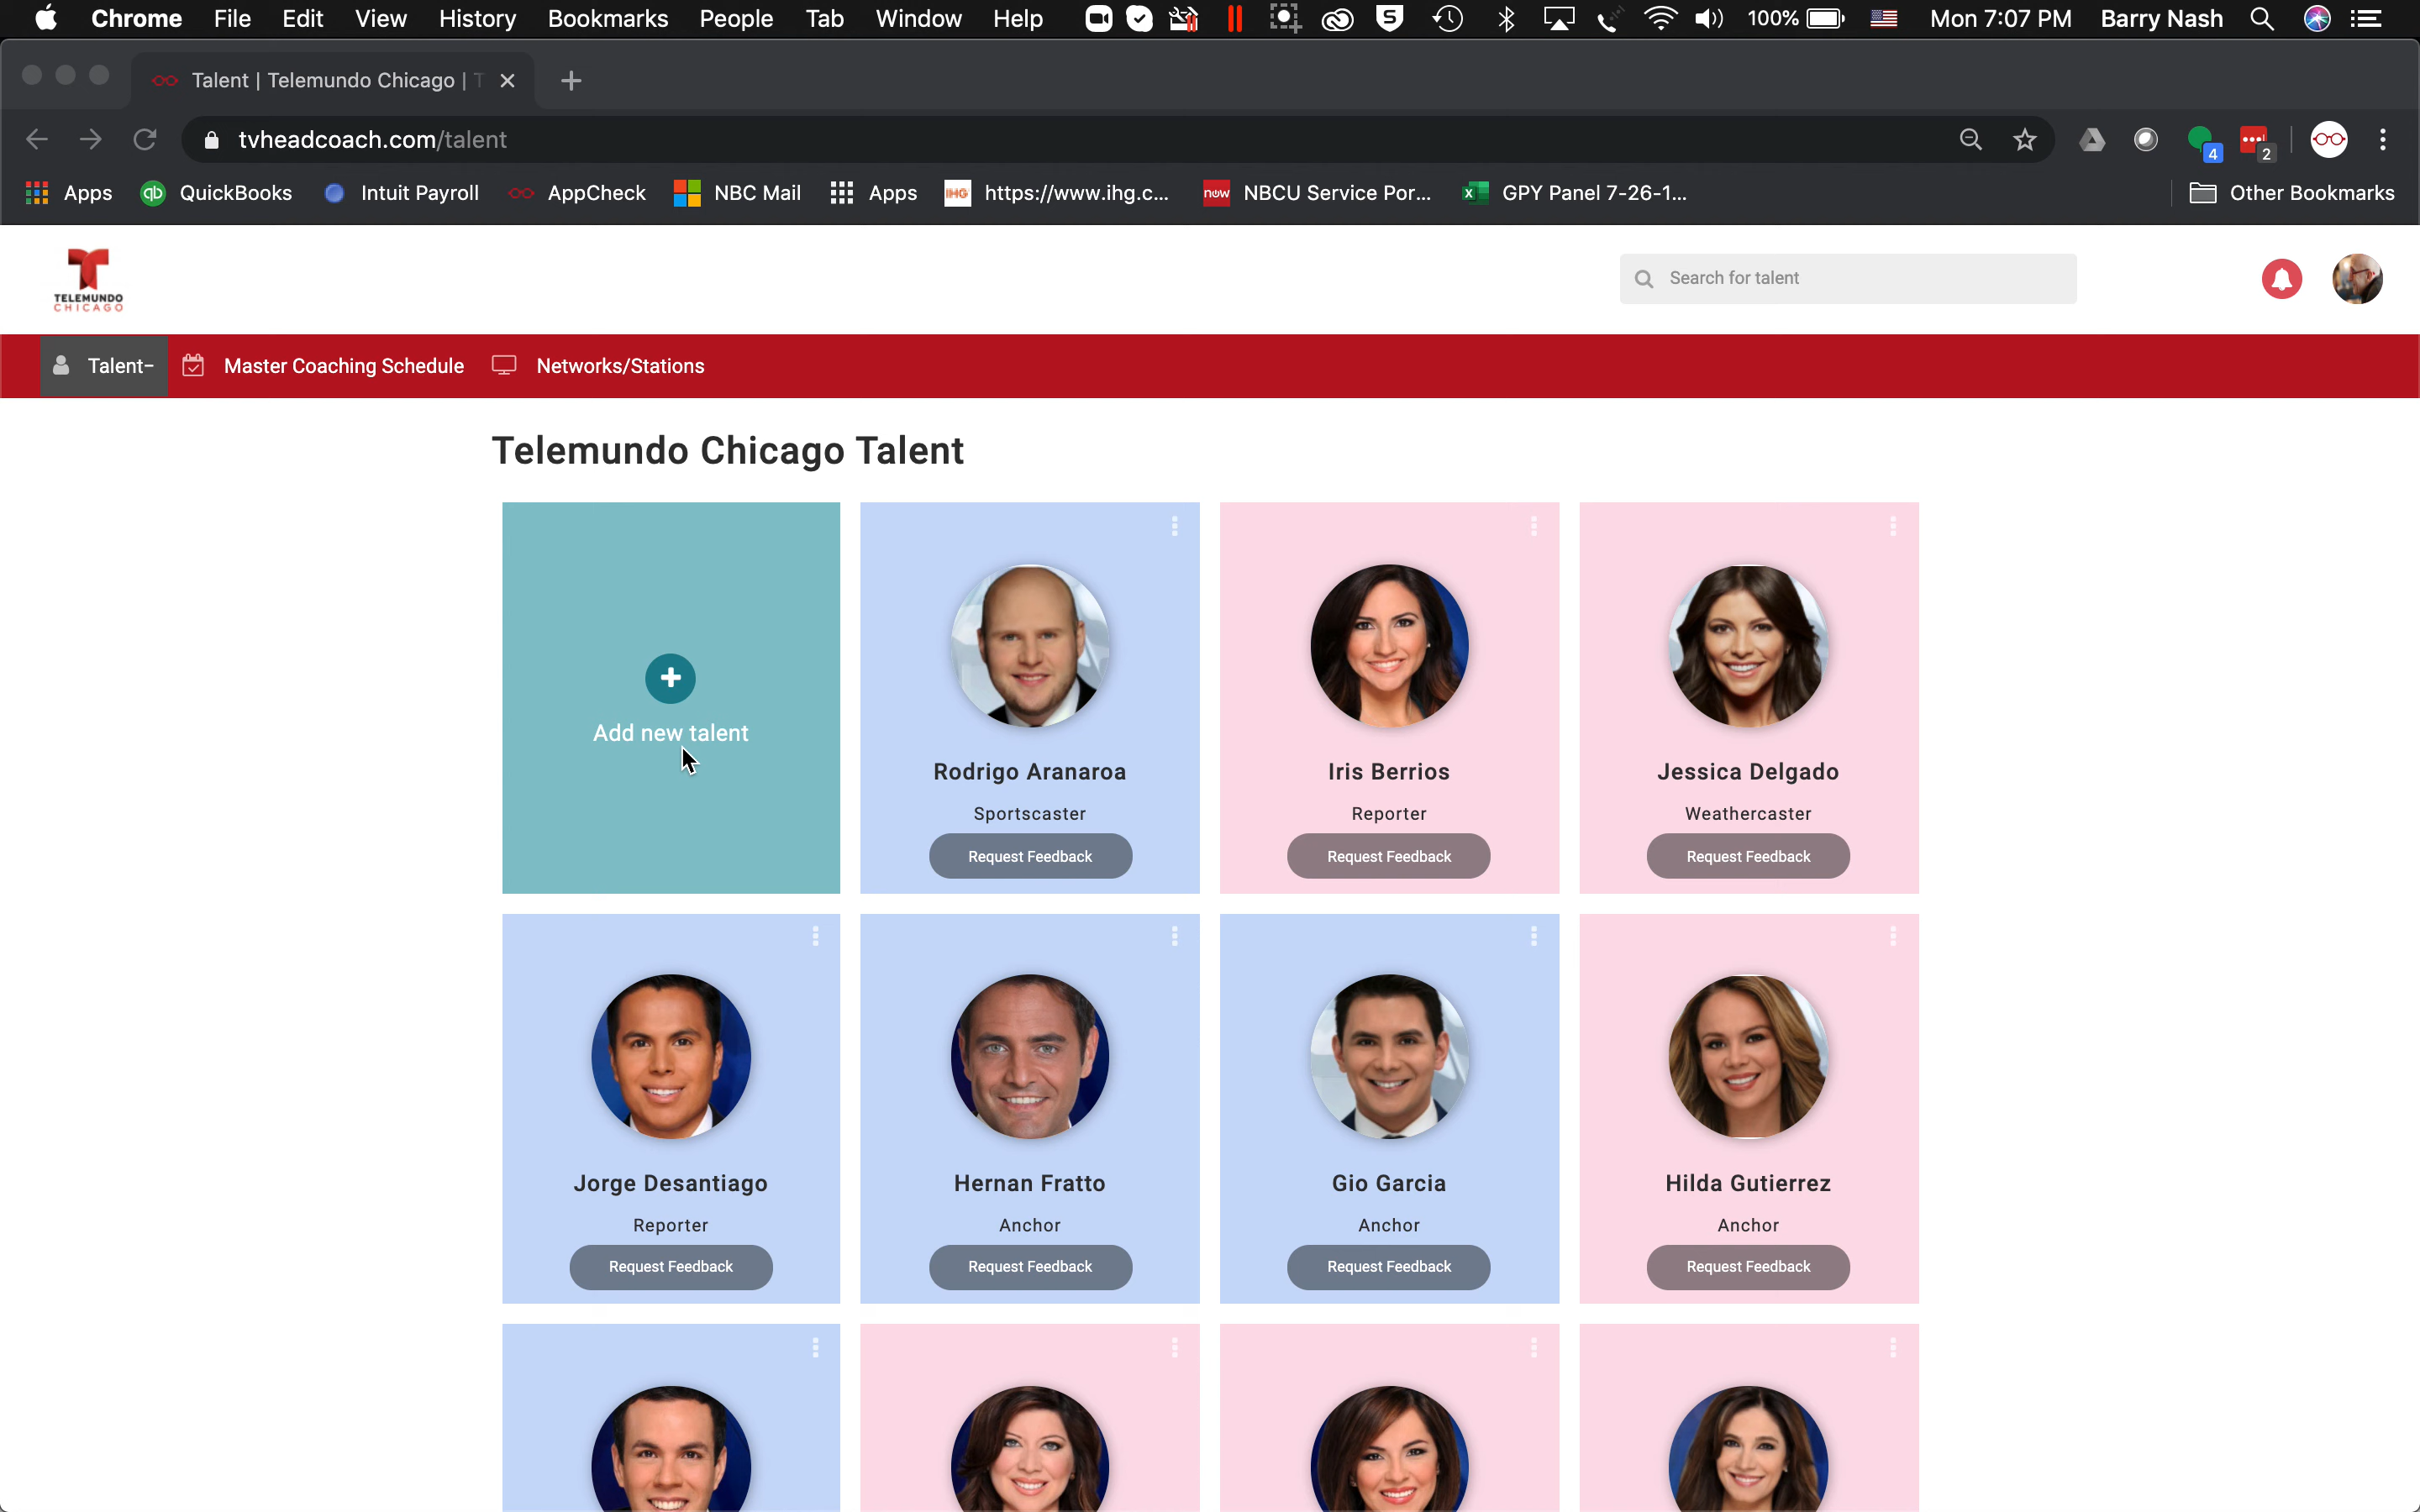 Chrome File Edit View History Bookmarks People Tab Window Help 100% Mon 7:07 PM Barry Nash
Talent | Telemundo Chicago | T
tvheadcoach.com/talent 4 2
Apps qb QuickBooks Intuit Payroll AppCheck NBC Mail Apps IHG https://www.ihg.c... now NBCU Service Por... GPY Panel 7-26-1... Other Bookmarks
TELEMUNDO
CHICAGO
Search for talent
Talent- Master Coaching Schedule Networks/Stations
Telemundo Chicago Talent
Add new talent
Rodrigo Aranaroa
Sportscaster
Request Feedback
Iris Berrios
Reporter
Request Feedback
Jessica Delgado
Weathercaster
Request Feedback
Jorge Desantiago
Reporter
Request Feedback
Hernan Fratto
Anchor
Request Feedback
Gio Garcia
Anchor
Request Feedback
Hilda Gutierrez
Anchor
Request Feedback